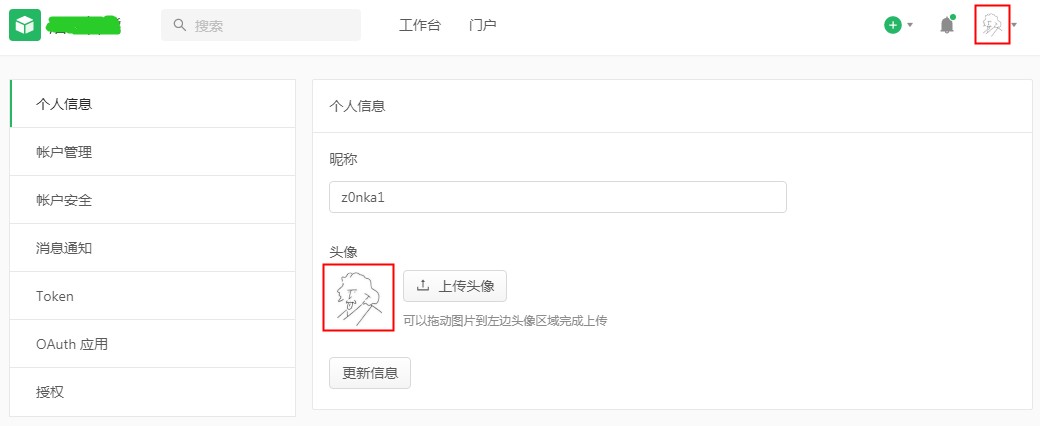 搜索
工作台 门户
个人信息
帐户管理
帐户安全
消息通知
Token
OAuth 应用
授权
个人信息
昵称
z0nka1
头像
上传头像
可以拖动图片到左边头像区域完成上传
更新信息